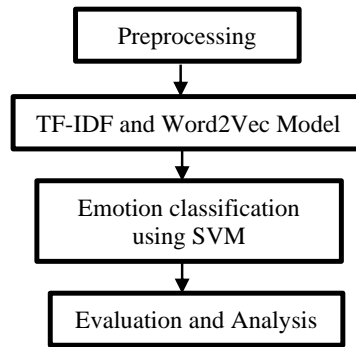 Preprocessing
TF-IDF and Word2Vec Model
Emotion classification
using SVM
Evaluation and Analysis